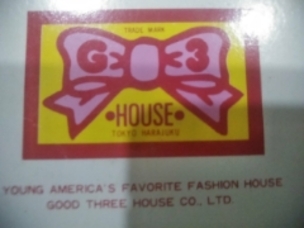 TRADE MARK
G 3
•HOUSE•
TOKYO HARAJUKU
YOUNG AMERICA'S FAVORITE FASHION HOUSE
GOOD THREE HOUSE CO., LTD.